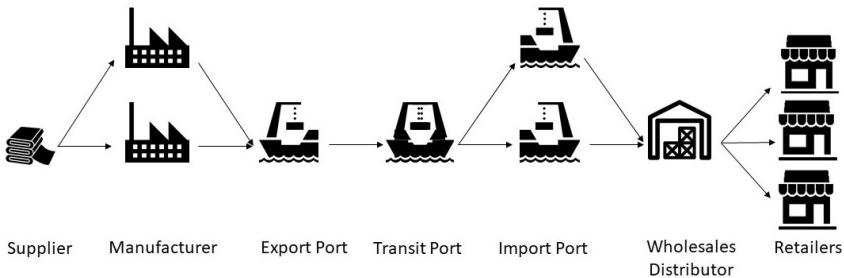 Supplier
Manufacturer
Export Port
Transit Port
Import Port
Wholesales
Distributor
Retailers